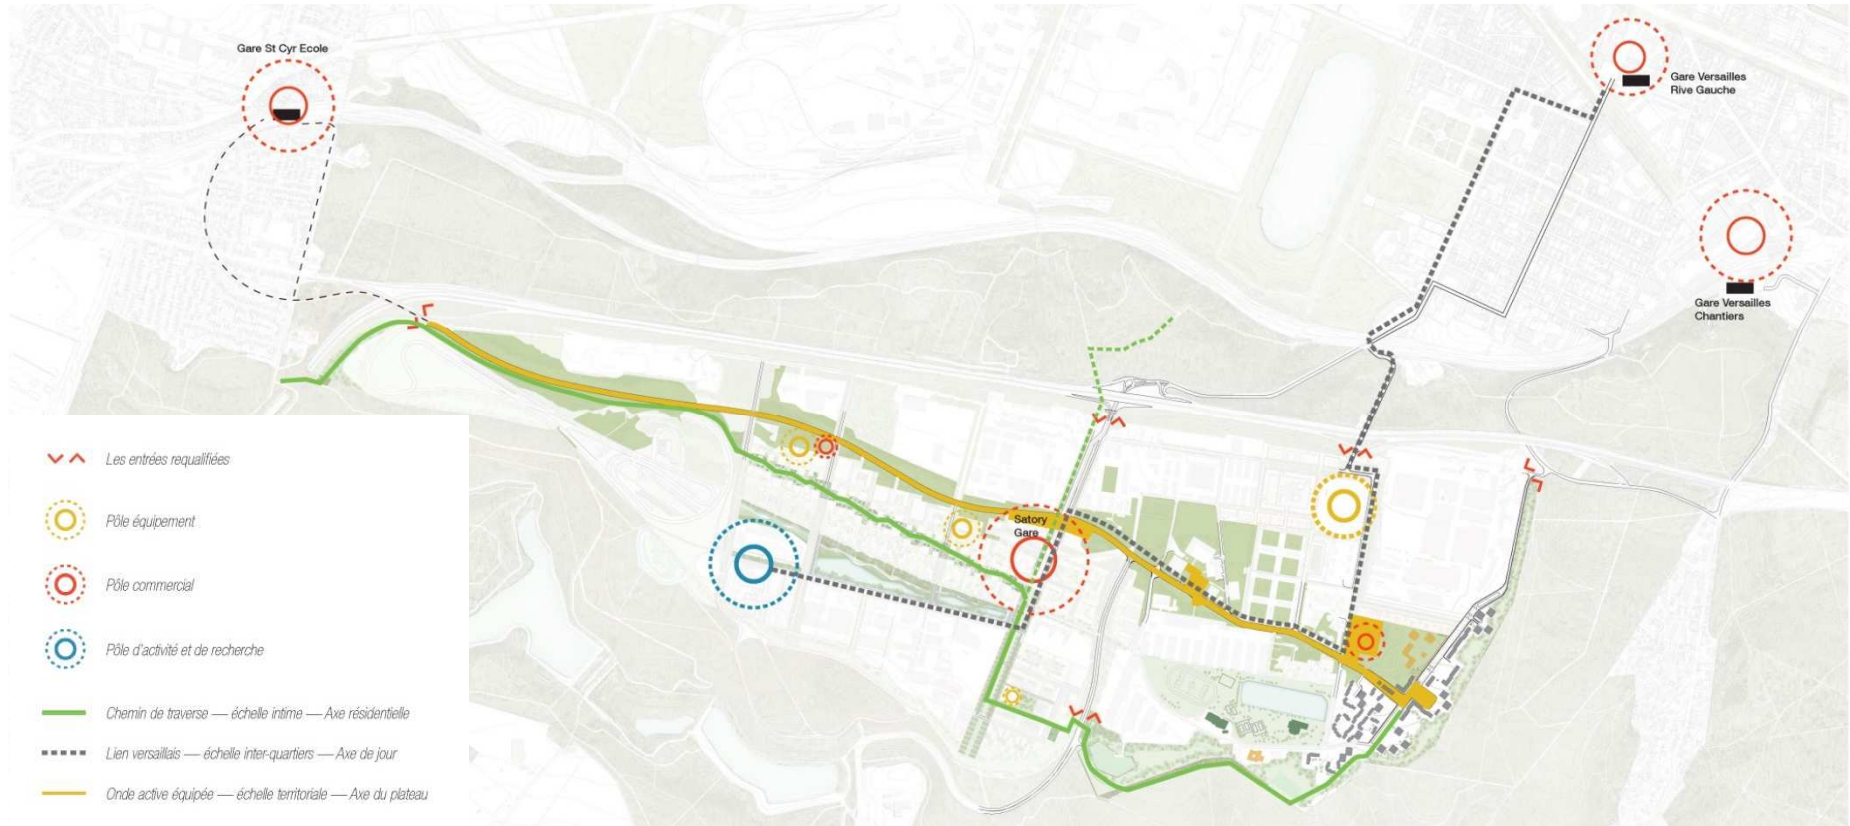 Gare St Cyr Ecole
Gare Versailles
Rive Gauche
Gare Versailles
Chantiers
Satory
Gare
Les entrées requalifiées
Pôle équipement
Pôle commercial
Pôle d'activité et de recherche
Chemin de traverse — échelle intime — Axe résidentielle
Lien versaillais — échelle inter-quartiers — Axe de jour
Onde active équipée — échelle territoriale — Axe du plateau